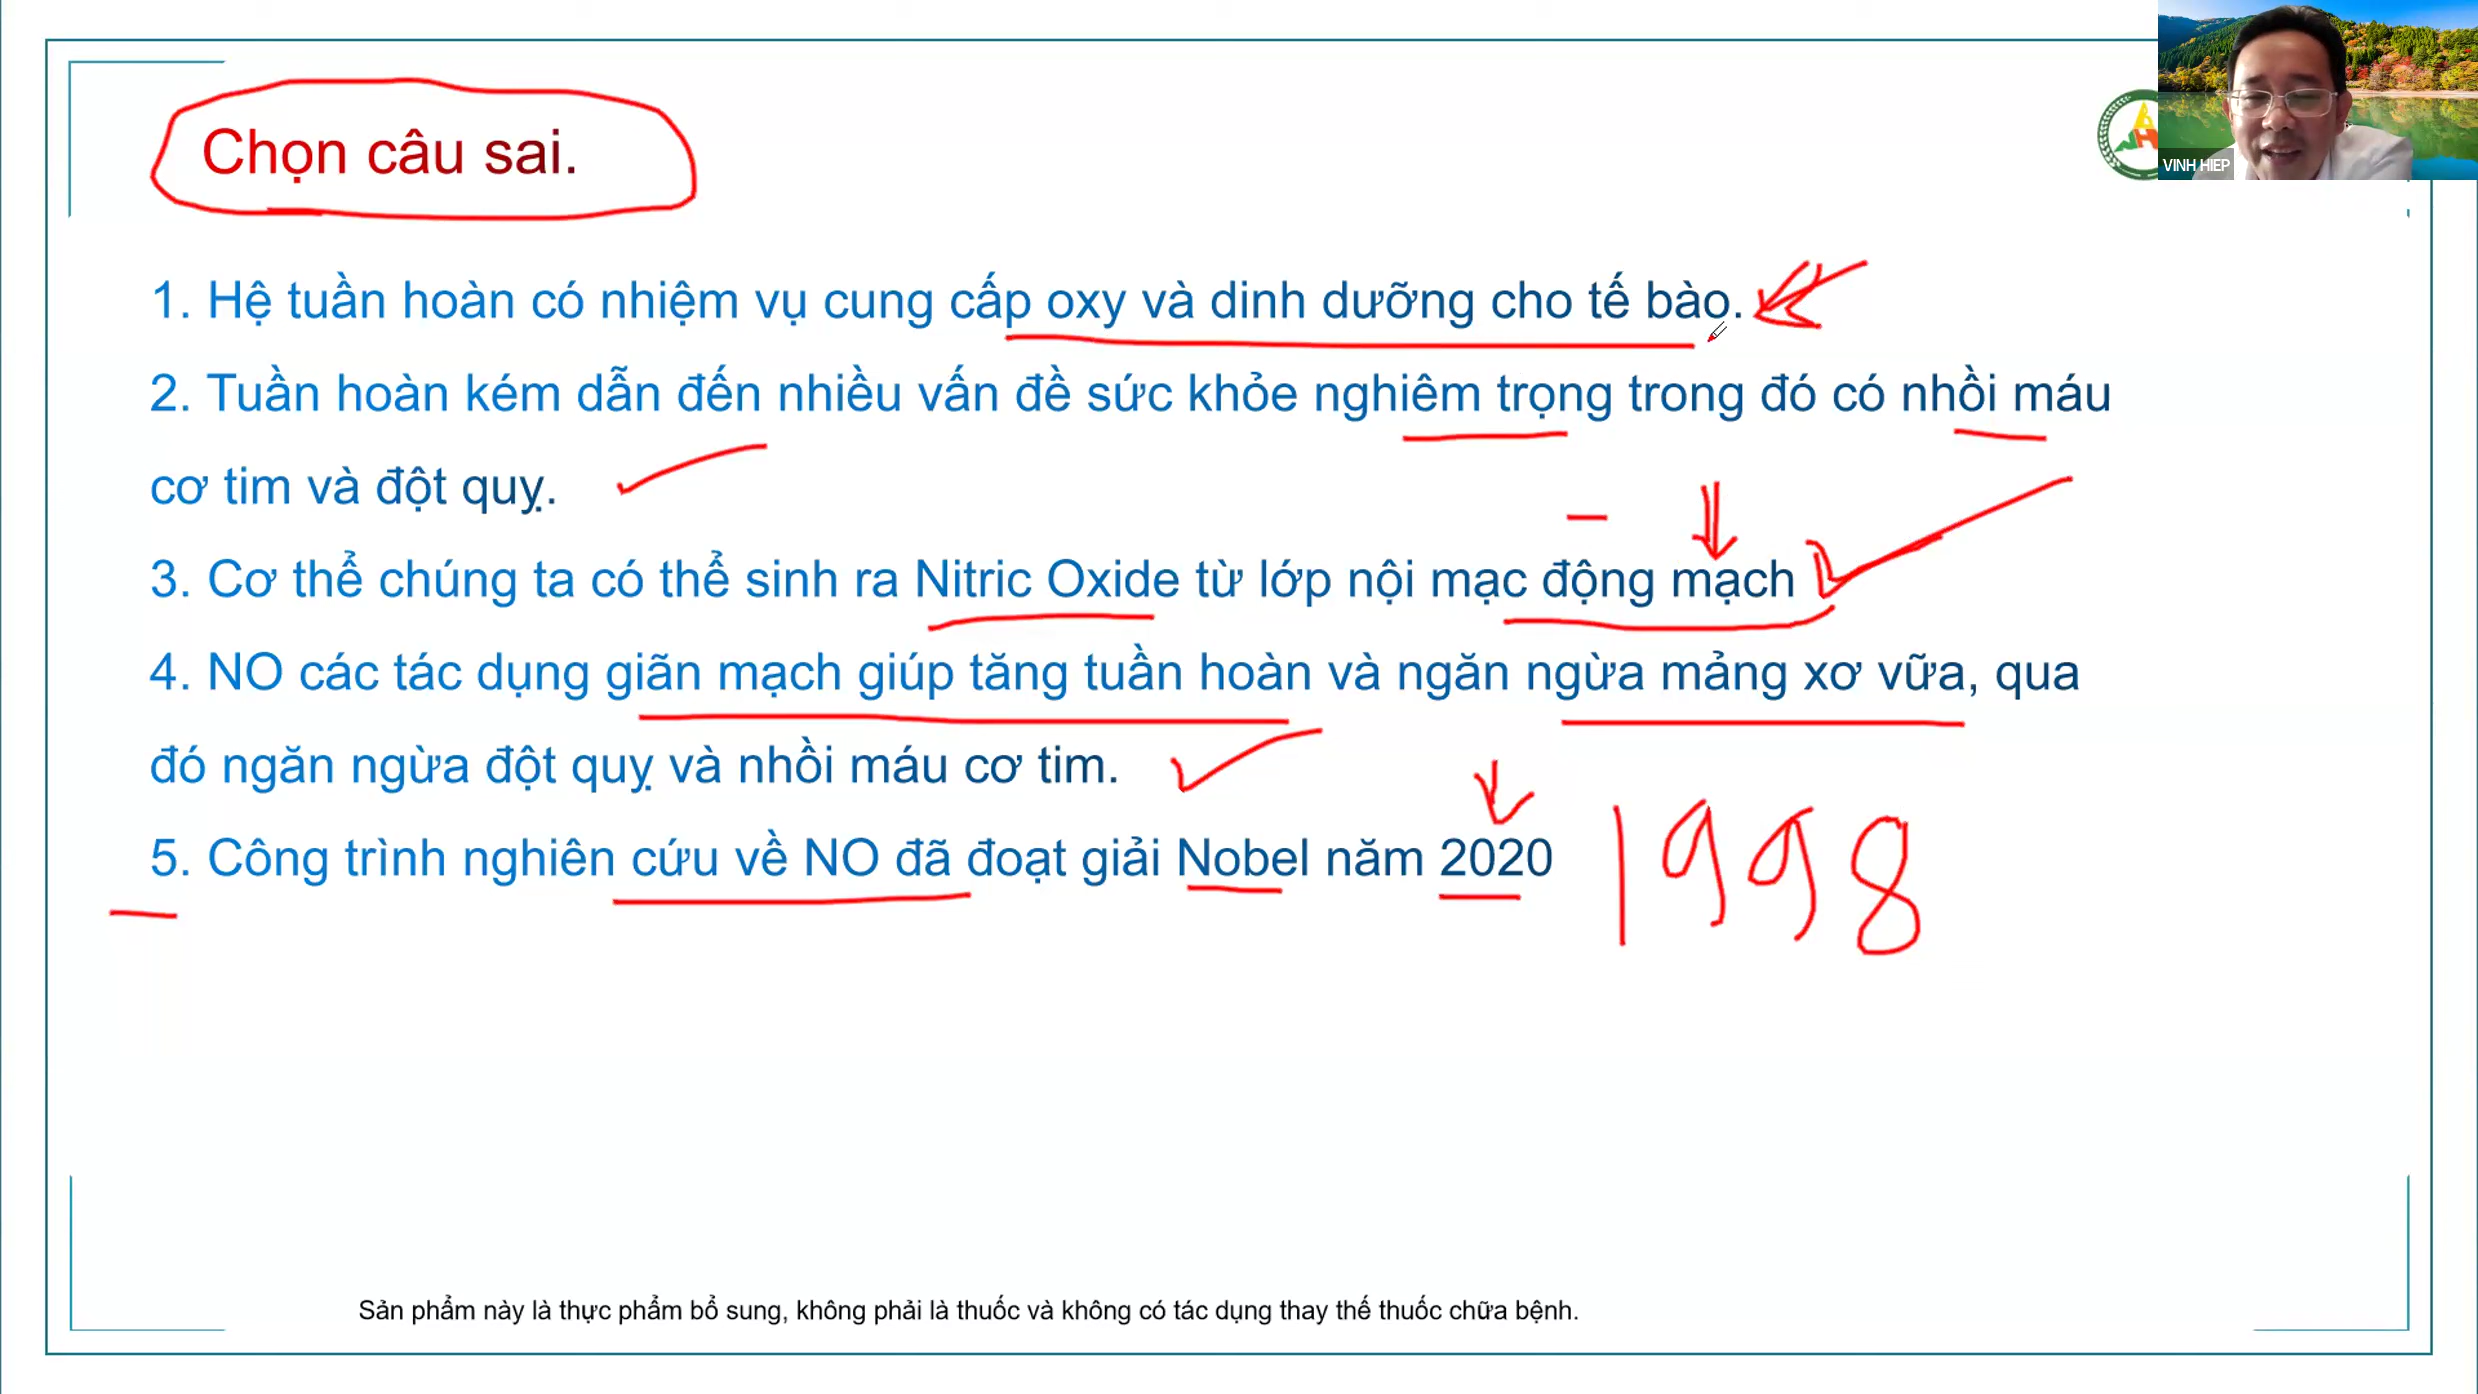 Chọn câu sai.
VINH HIEP
1. Hệ tuần hoàn có nhiệm vụ cung cấp oxy và dinh dưỡng cho tế bào.
2. Tuần hoàn kém dẫn đến nhiều vấn đề sức khỏe nghiêm trọng trong đó có nhồi máu
cơ tim và đột quỵ.
3. Cơ thể chúng ta có thể sinh ra Nitric Oxide từ lớp nội mạc động mạch
4. NO các tác dụng giãn mạch giúp tăng tuần hoàn và ngăn ngừa mảng xơ vữa, qua
đó ngăn ngừa đột quỵ và nhồi máu cơ tim.
5. Công trình nghiên cứu về NO đã đoạt giải Nobel năm 2020
1998
Sản phẩm này là thực phẩm bổ sung, không phải là thuốc và không có tác dụng thay thế thuốc chữa bệnh.